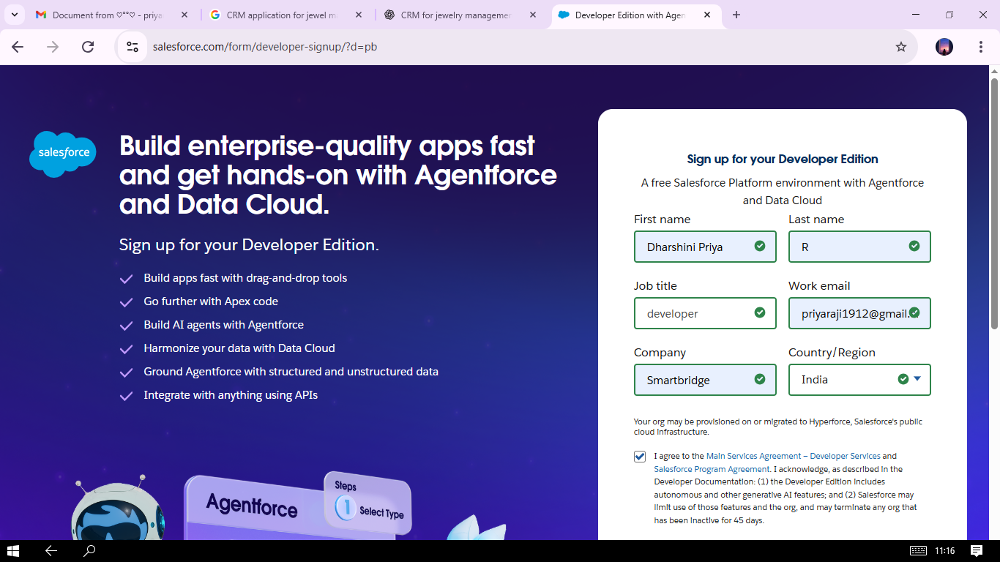 Document from ♡°°♡ - priya
CRM application for jewel m
CRM for jewelry managemen
Developer Edition with Agen
salesforce.com/form/developer-signup/?d=pb
salesforce
Build enterprise-quality apps fast
and get hands-on with Agentforce
and Data Cloud.
Sign up for your Developer Edition.
Build apps fast with drag-and-drop tools
Go further with Apex code
Build AI agents with Agentforce
Harmonize your data with Data Cloud
Ground Agentforce with structured and unstructured data
Integrate with anything using APIs
Agentforce
Steps
1 Select Type
Sign up for your Developer Edition
A free Salesforce Platform environment with Agentforce
and Data Cloud
First name
Last name
Dharshini Priya
R
Job title
Work email
developer
priyaraji1912@gmail.
Company
Country/Region
Smartbridge
India
Your org may be provisioned on or migrated to Hyperforce, Salesforce's public
cloud infrastructure.
I agree to the Main Services Agreement – Developer Services and
Salesforce Program Agreement. I acknowledge, as described in the
Developer Documentation: (1) the Developer Edition includes
autonomous and other generative AI features; and (2) Salesforce may
limit use of those features and the org, and may terminate any org that
has been inactive for 45 days.
11:16